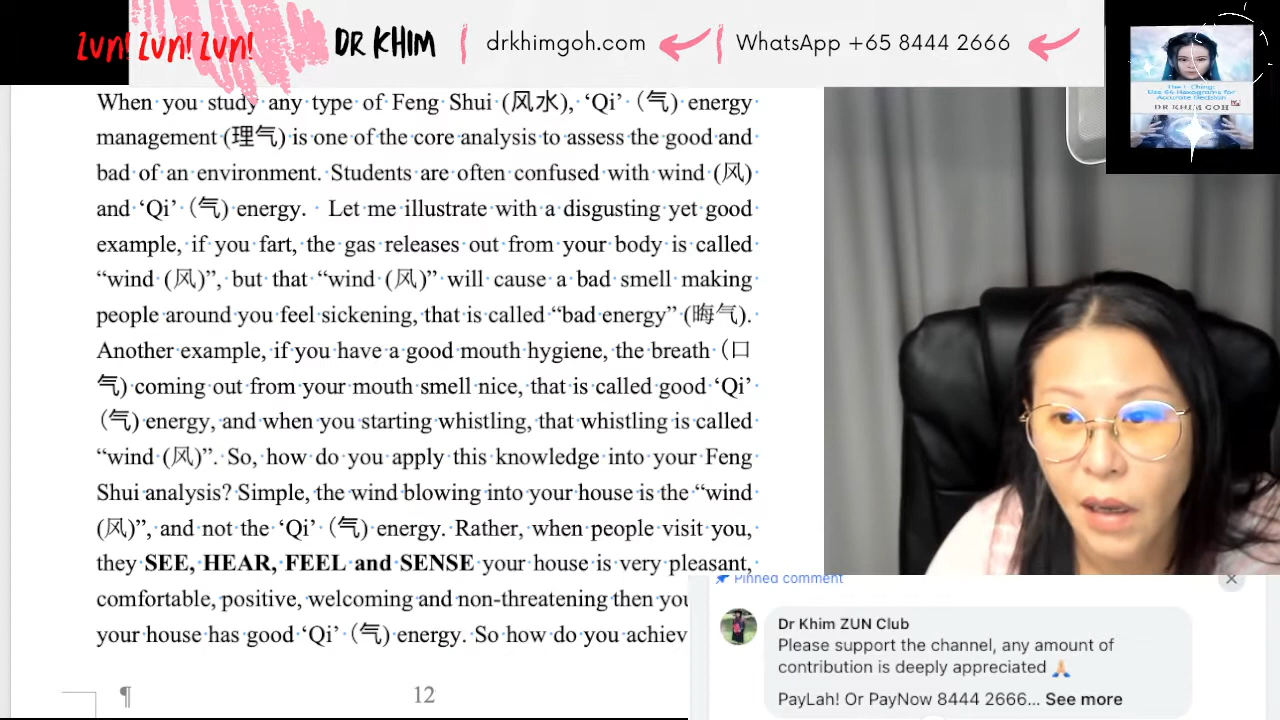 ZUN! ZUN! ZUN!
DR KHIM
drkhimgoh.com
WhatsApp +65 8444 2666
The I Ching:
Use 64 Hexagrams for
Accurate Decision
DR KHIM GOH
When you study any type of Feng Shui (风水), ‘Qi’ (气) energy
management (理气) is one of the core analysis to assess the good and
bad of an environment. Students are often confused with wind (风)
and ‘Qi’ (气) energy. Let me illustrate with a disgusting yet good
example, if you fart, the gas releases out from your body is called
“wind (风)”, but that “wind (风)” will cause a bad smell making
people around you feel sickening, that is called “bad energy” (晦气).
Another example, if you have a good mouth hygiene, the breath (口
气) coming out from your mouth smell nice, that is called good ‘Qi’
(气) energy, and when you starting whistling, that whistling is called
“wind (风)”. So, how do you apply this knowledge into your Feng
Shui analysis? Simple, the wind blowing into your house is the “wind
(风)”, and not the ‘Qi’ (气) energy. Rather, when people visit you,
they SEE, HEAR, FEEL and SENSE your house is very pleasant,
comfortable, positive, welcoming and non-threatening then you
your house has good ‘Qi’ (气) energy. So how do you achiev
12
Pinned comment
Dr Khim ZUN Club
Please support the channel, any amount of
contribution is deeply appreciated 🙏🏻
PayLah! Or PayNow 8444 2666... See more